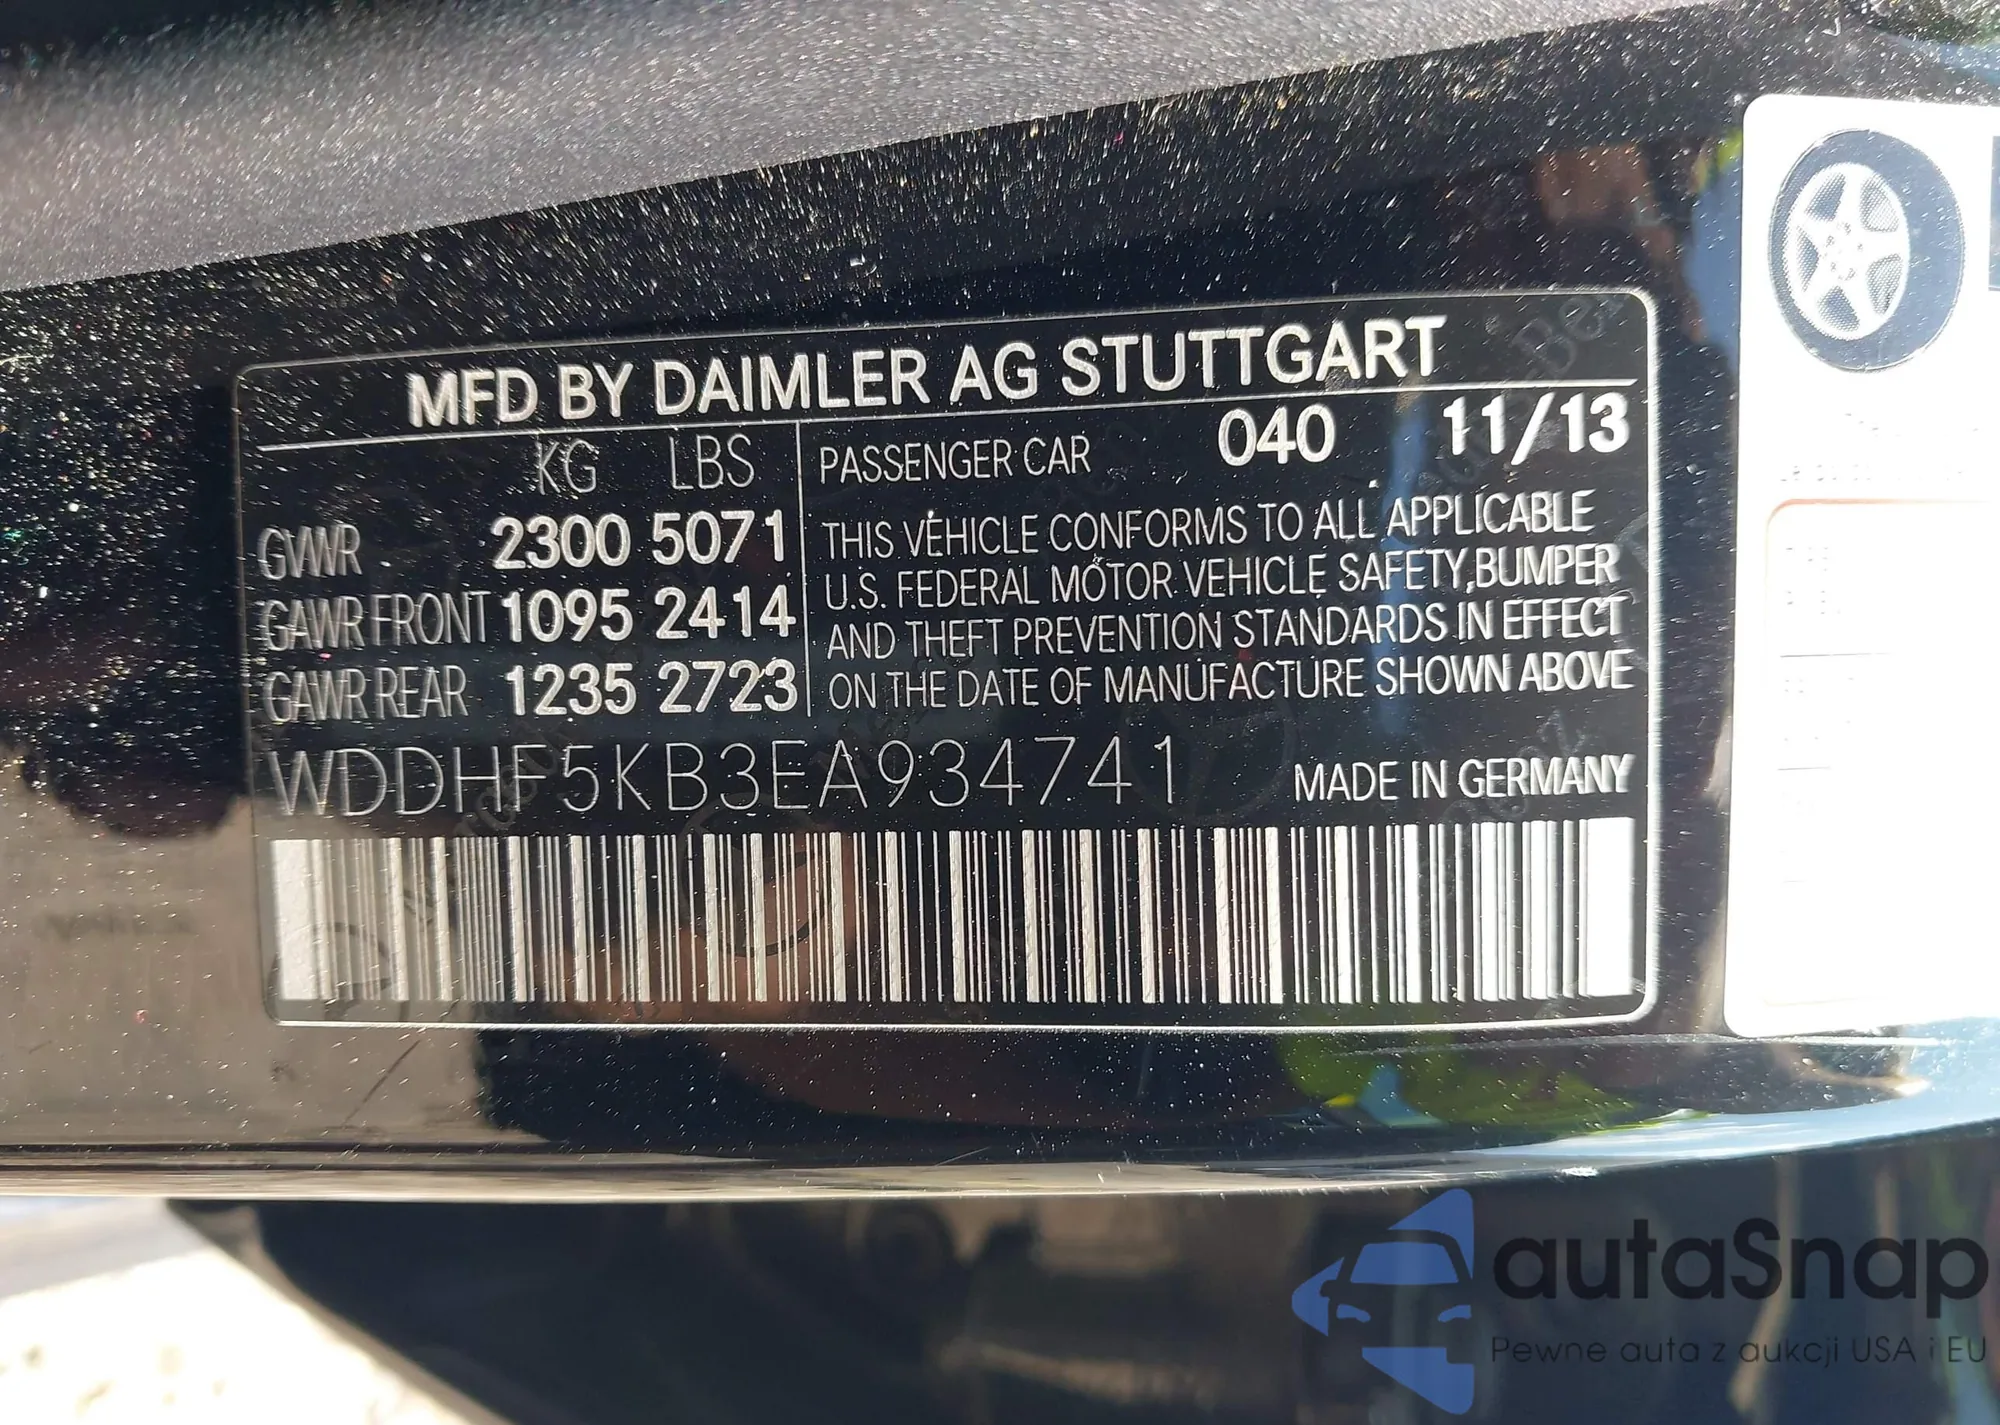 MFD BY DAIMLER AG STUTTGART
KG LBS
PASSENGER CAR 040 11/13
GVWR 2300 5071
GAWR FRONT 1095 2414
GAWR REAR 1235 2723
THIS VEHICLE CONFORMS TO ALL APPLICABLE
U.S. FEDERAL MOTOR VEHICLE SAFETY,BUMPER
AND THEFT PREVENTION STANDARDS IN EFFECT
ON THE DATE OF MANUFACTURE SHOWN ABOVE
WDDHF5KB3EA934741 MADE IN GERMANY
autaSnap
Pewne auta z aukcji USA i EU